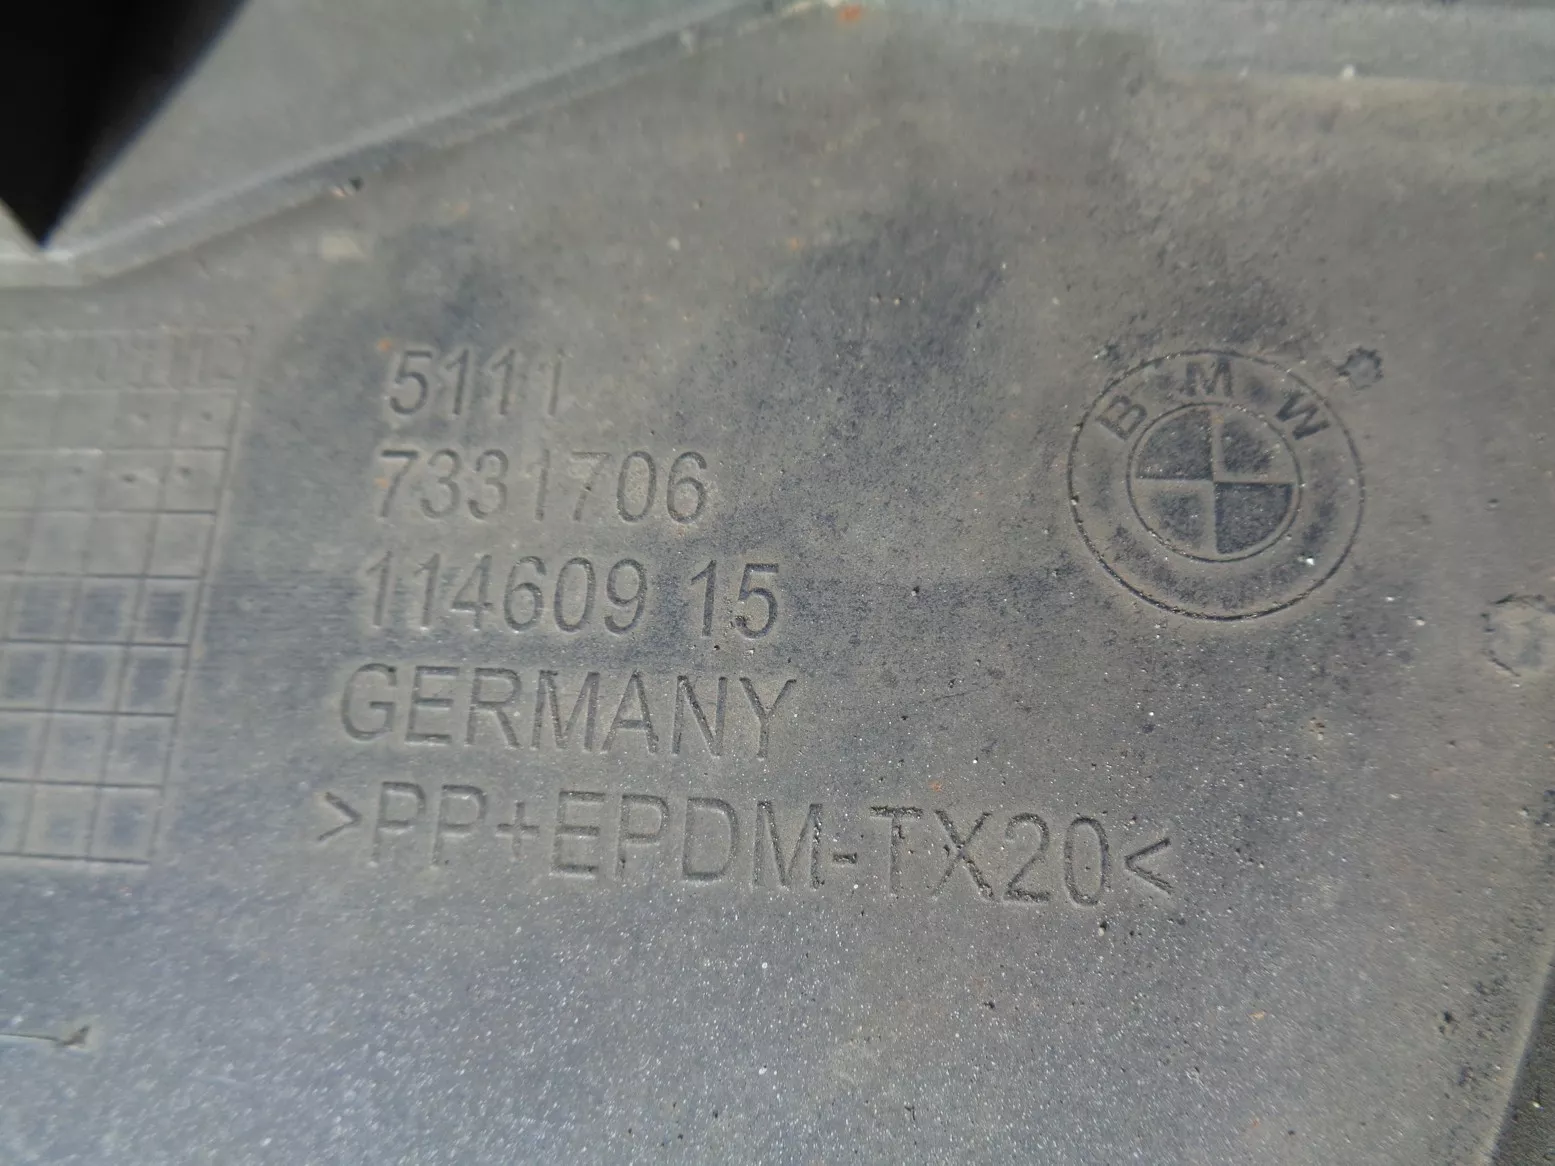 5111
7331706
114609 15
GERMANY
>PP+EPDM-TX20<
BMW